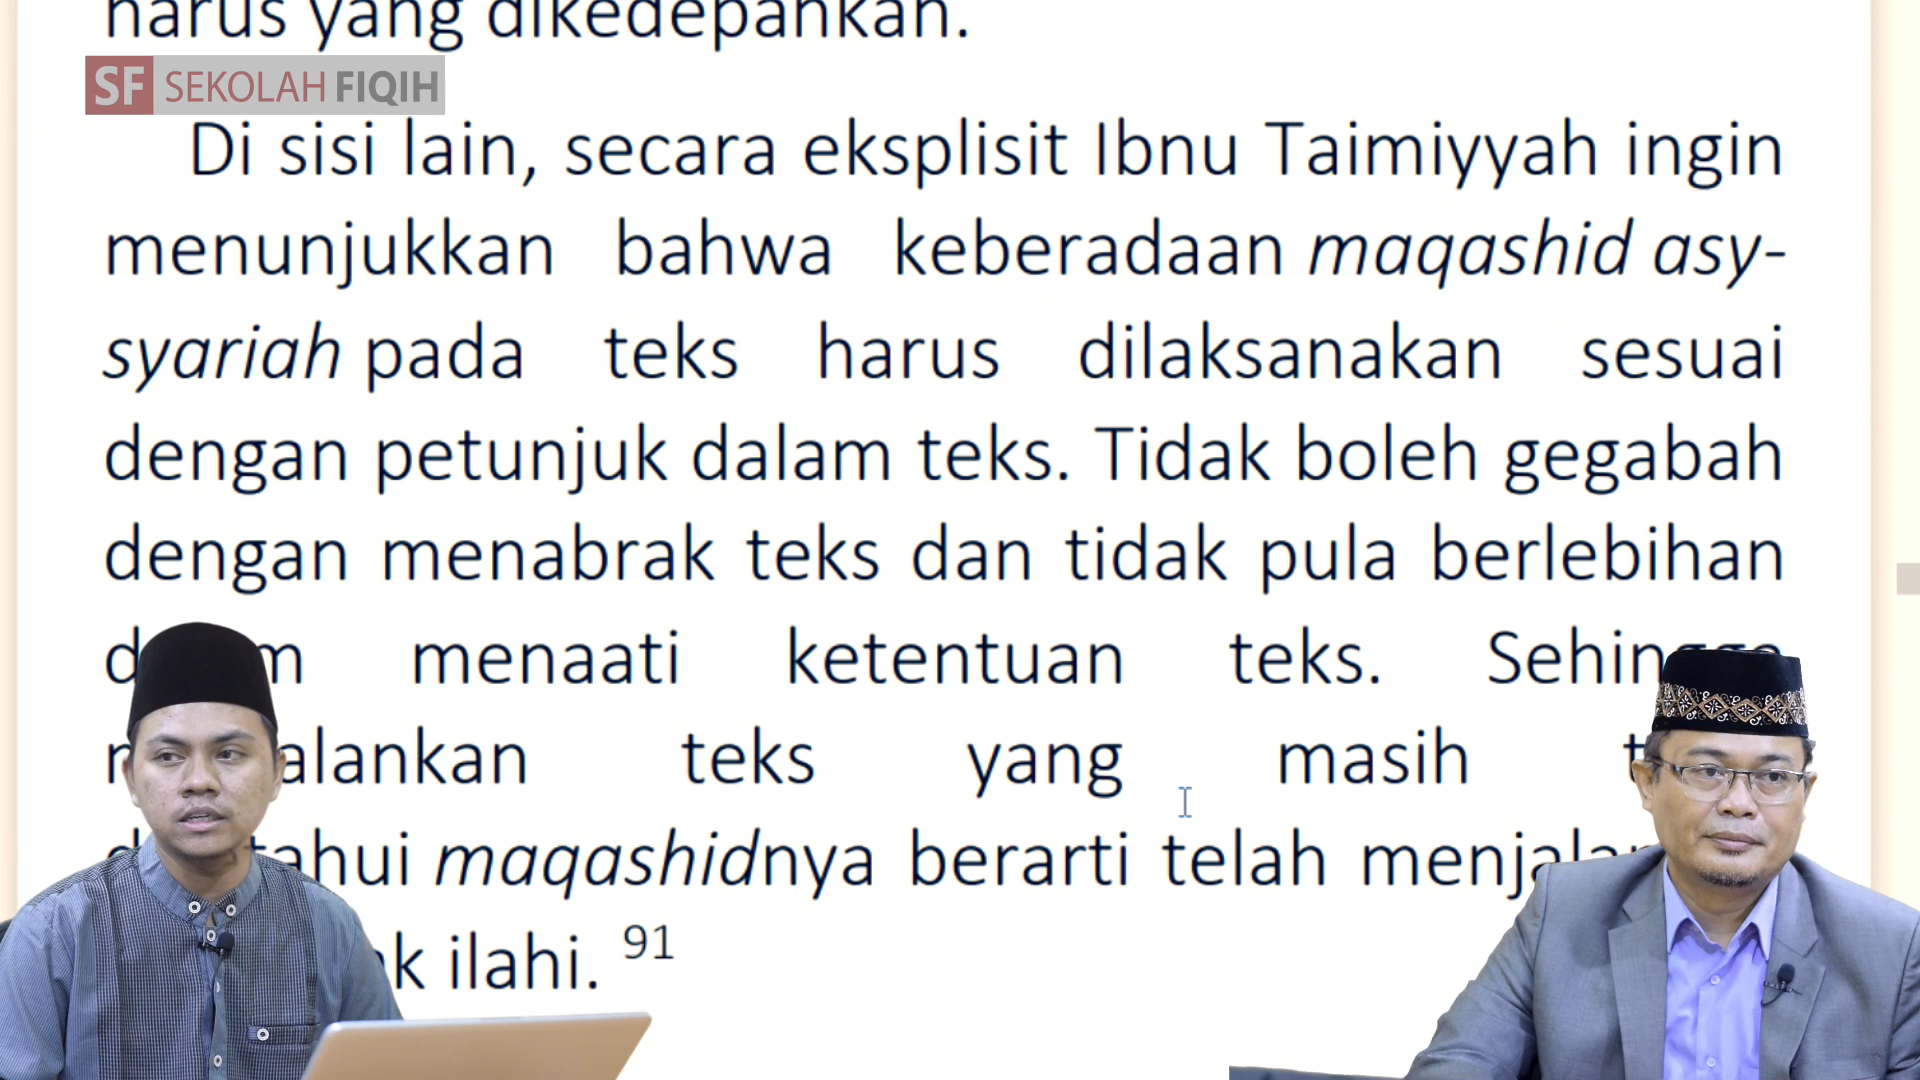 harus yang dikedepankan.
SF SEKOLAH FIQIH
Di sisi lain, secara eksplisit Ibnu Taimiyyah ingin
menunjukkan bahwa keberadaan maqashid asy-
syariah pada teks harus dilaksanakan sesuai
dengan petunjuk dalam teks. Tidak boleh gegabah
dengan menabrak teks dan tidak pula berlebihan
menaati ketentuan teks. Sehingga
teks yang masih
maqashidnya berarti telah
ilahi. 91